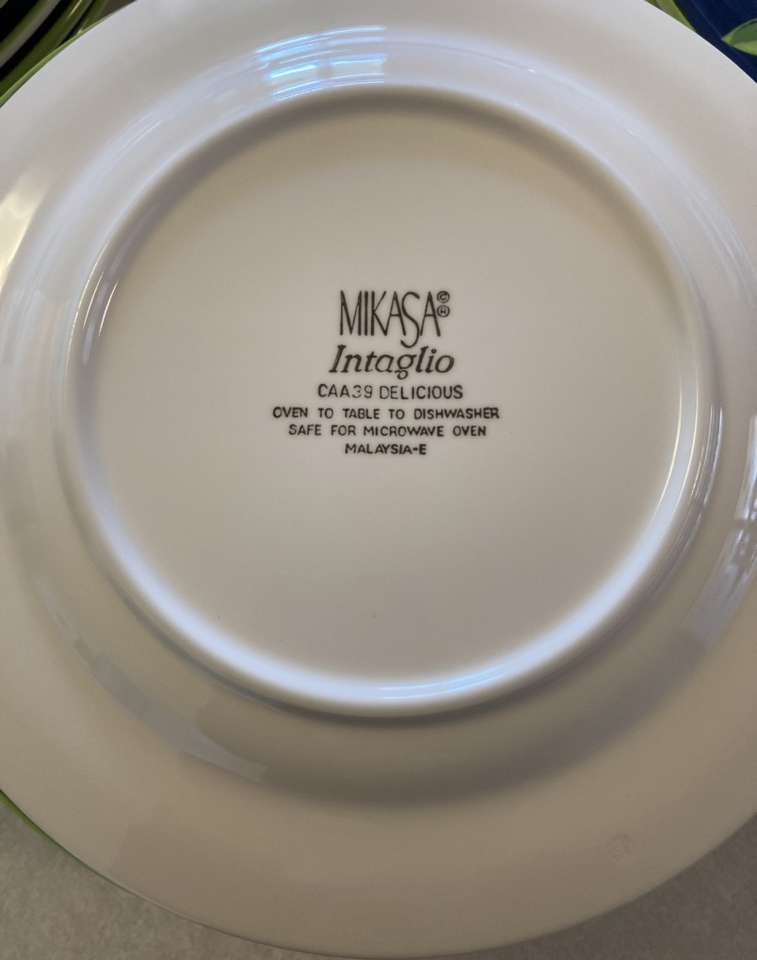 MIKASA©®
Intaglio
CAA39 DELICIOUS
OVEN TO TABLE TO DISHWASHER
SAFE FOR MICROWAVE OVEN
MALAYSIA-E